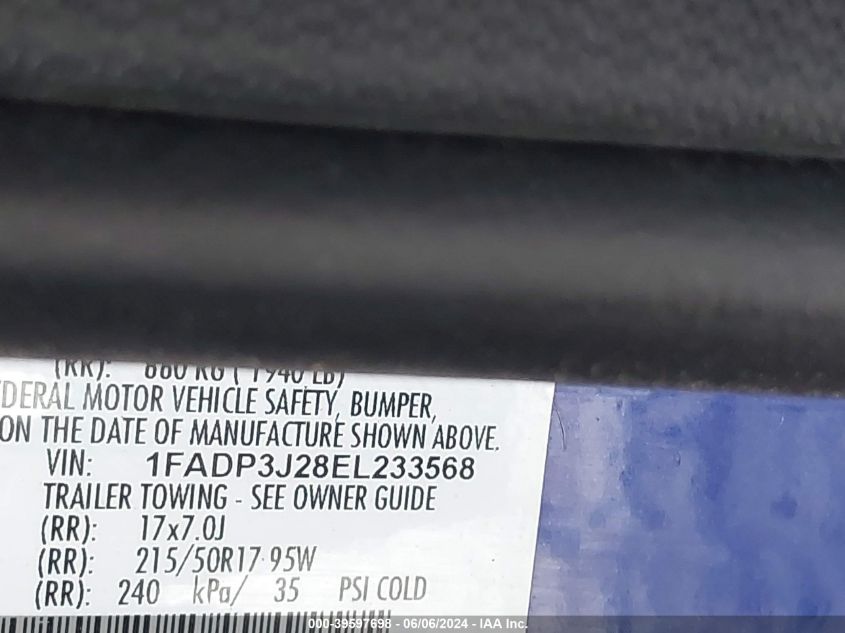 (RR): 880 KG ( 1940 LB)
EDERAL MOTOR VEHICLE SAFETY, BUMPER,
ON THE DATE OF MANUFACTURE SHOWN ABOVE.
VIN: 1FADP3J28EL233568
TRAILER TOWING - SEE OWNER GUIDE
(RR): 17x7.0J
(RR): 215/50R17 95W
(RR): 240 kPa/ 35 PSI COLD
000-39597698 - 06/06/2024 - IAA Inc.